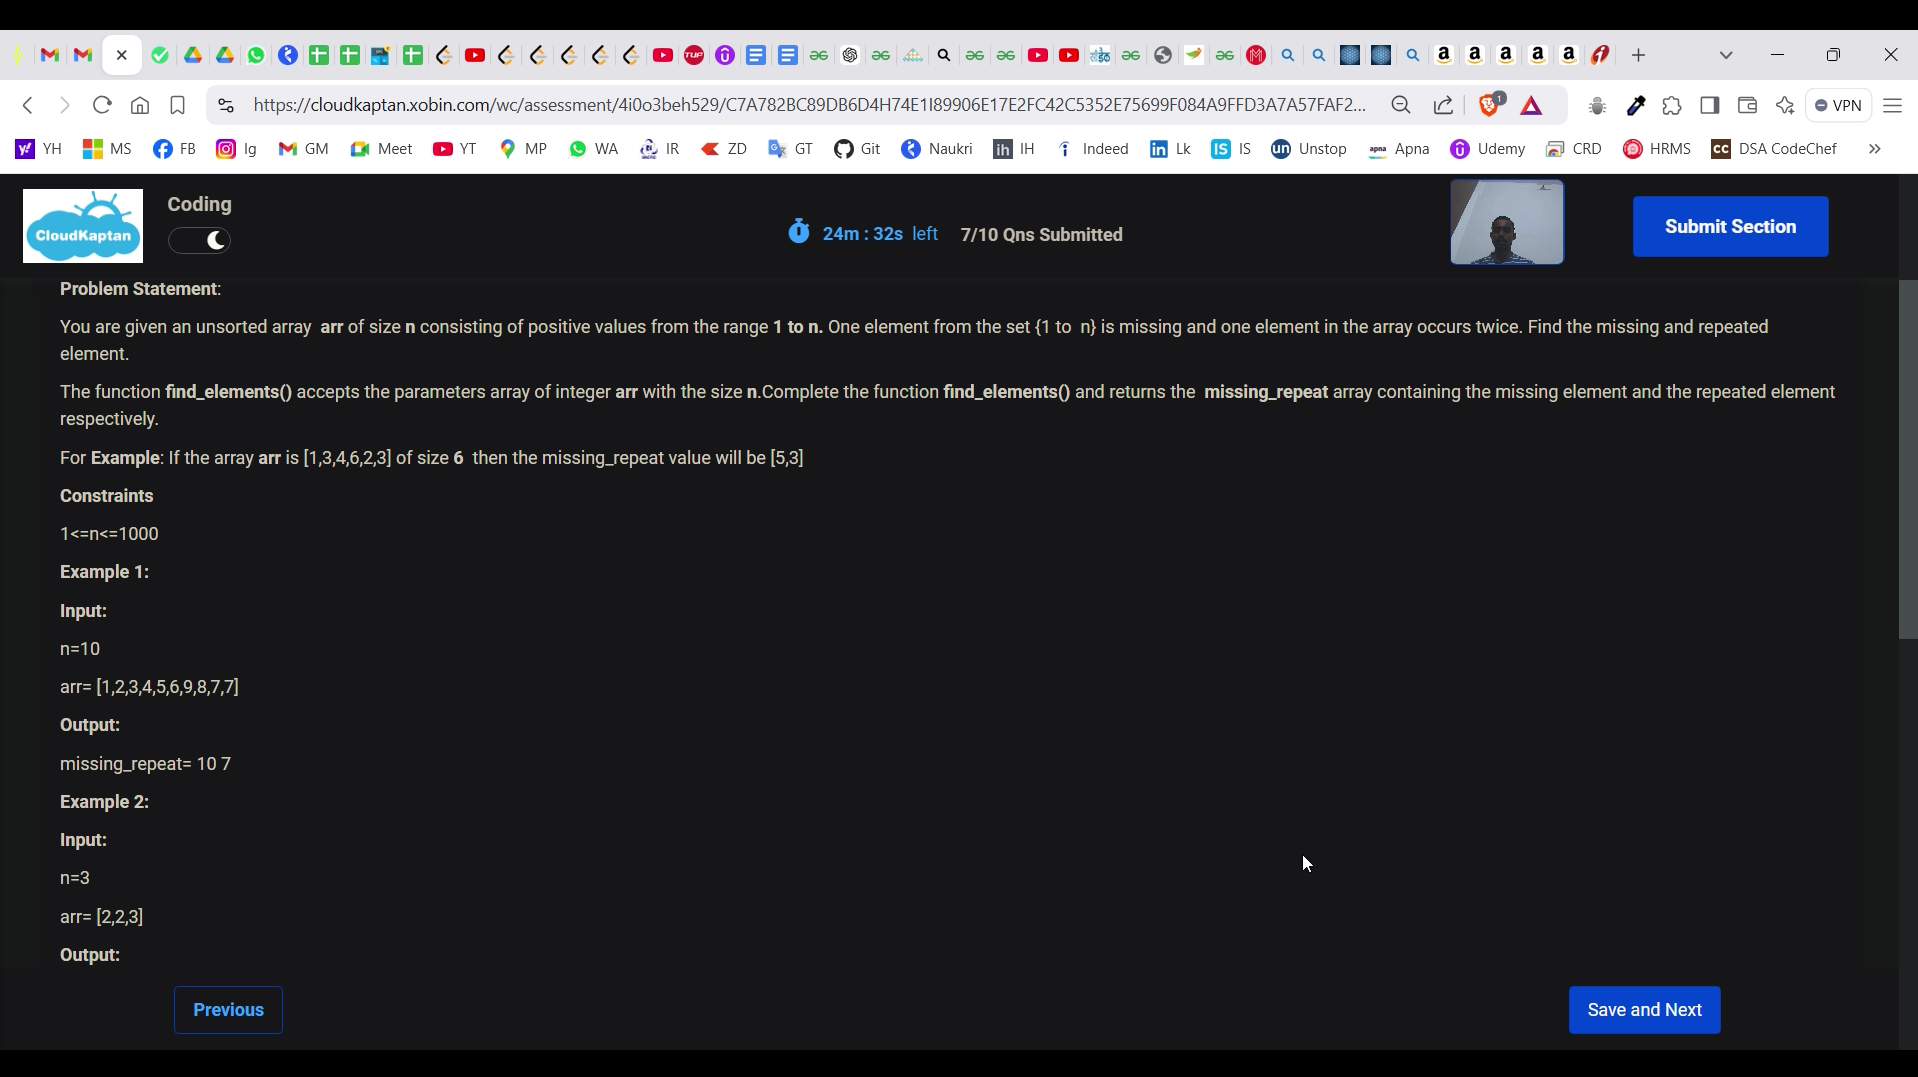 https://cloudkaptan.xobin.com/wc/assessment/4i0o3beh529/C7A782BC89DB6D4H74E1I89906E17E2FC42C5352E75699F084A9FFD3A7A57FAF2...
VPN
YH MS FB Ig GM Meet YT MP WA IR ZD GT Git Naukri IH Indeed Lk IS Unstop Apna Udemy CRD HRMS DSA CodeChef
CloudKaptan
Coding
24m : 32s left 7/10 Qns Submitted
Submit Section
Problem Statement:
You are given an unsorted array arr of size n consisting of positive values from the range 1 to n. One element from the set {1 to n} is missing and one element in the array occurs twice. Find the missing and repeated
element.
The function find_elements() accepts the parameters array of integer arr with the size n.Complete the function find_elements() and returns the missing_repeat array containing the missing element and the repeated element
respectively.
For Example: If the array arr is [1,3,4,6,2,3] of size 6 then the missing_repeat value will be [5,3]
Constraints
1<=n<=1000
Example 1:
Input:
n=10
arr= [1,2,3,4,5,6,9,8,7,7]
Output:
missing_repeat= 10 7
Example 2:
Input:
n=3
arr= [2,2,3]
Output:
Previous
Save and Next